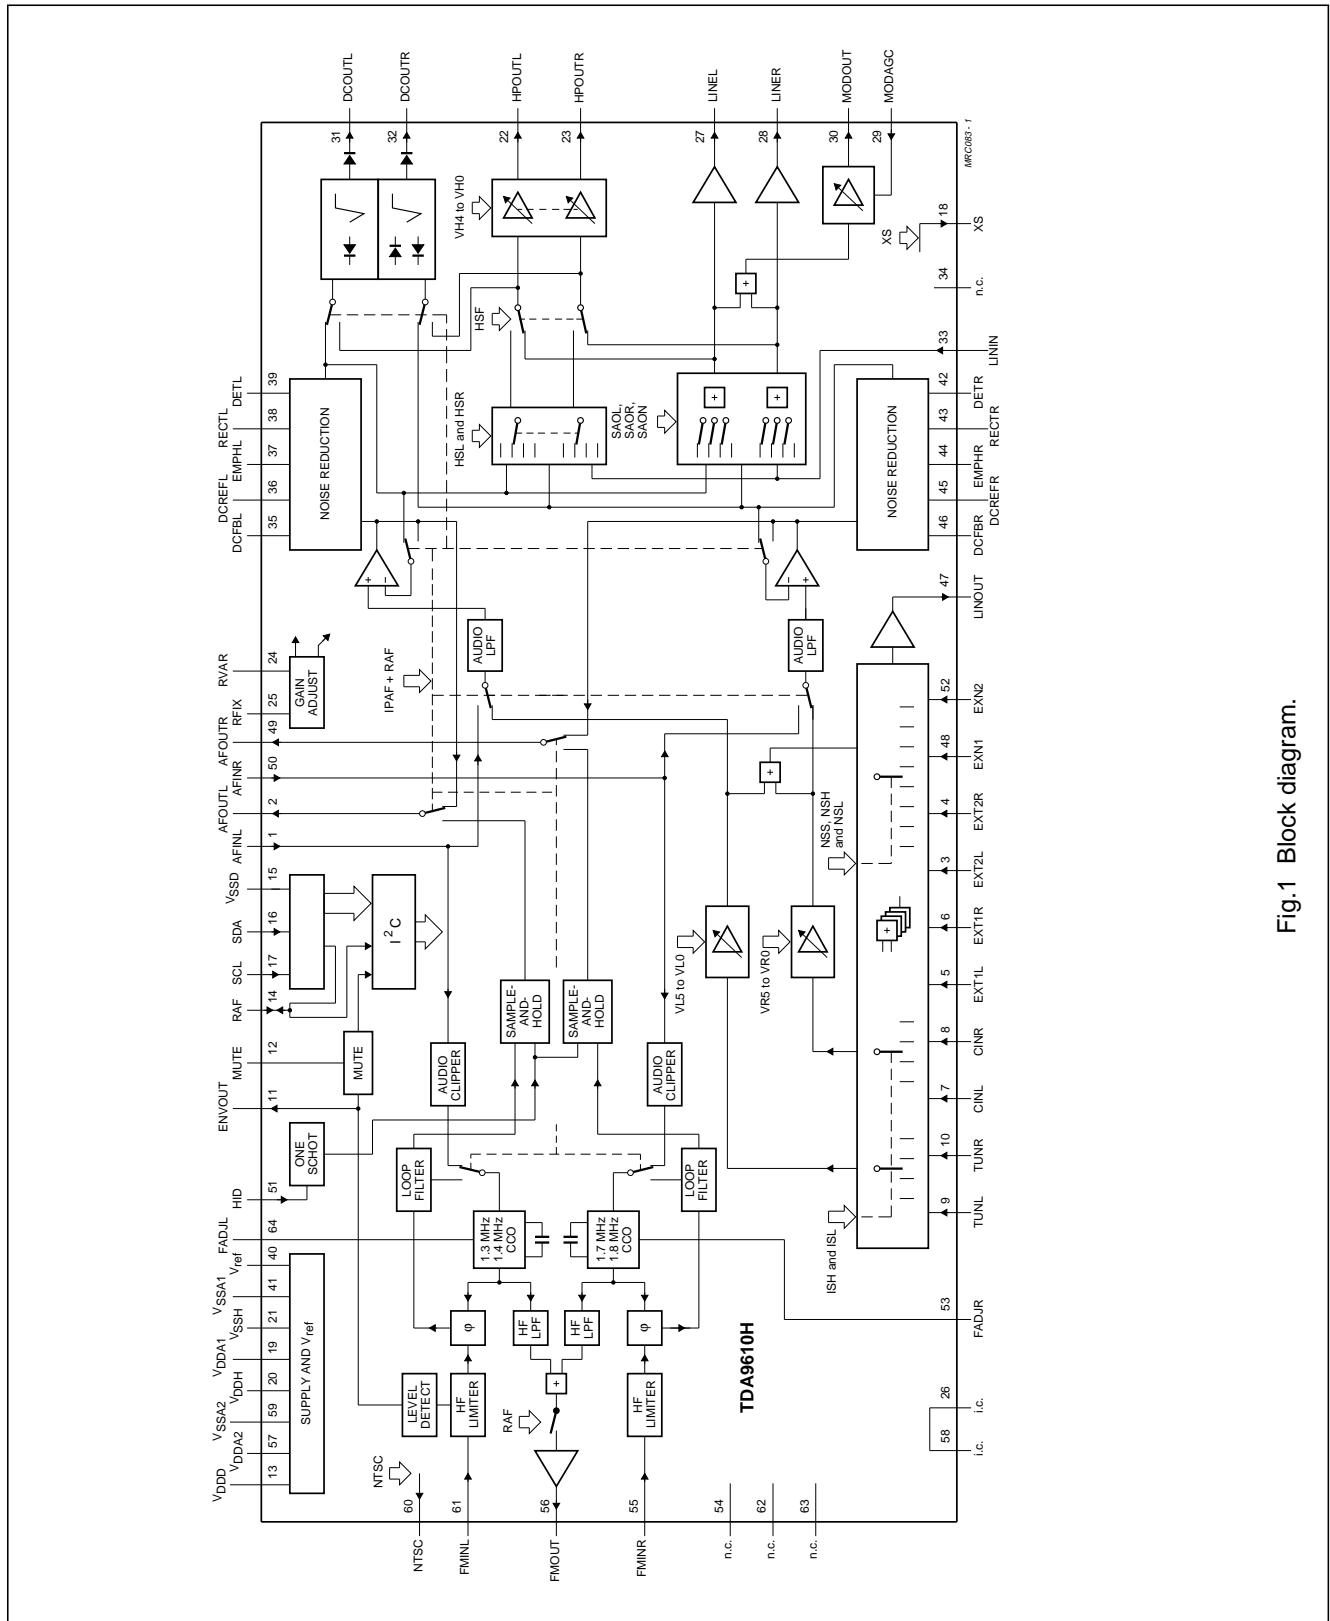 DCOUTL
DCOUTR
HPOUTL
HPOUTR
LINEL
LINER
MODOUT
MODAGC
31
32
22
23
27
28
30
29
MRC083 - 1
VH4 to VH0
XS
18
XS
34
n.c.
HSF
33
LININ
DETL
39
RECTL
38
EMPHL
37
DCREFL
36
DCFBL
35
NOISE REDUCTION
HSL and HSR
SAOL,
SAOR,
SAON
+
+
+
NOISE REDUCTION
42
DETR
43
RECTR
44
EMPHR
45
DCREFR
46
DCFBR
+
–
–
+
47
LINOUT
RVAR
24
RFIX
25
GAIN
ADJUST
IPAF + RAF
AUDIO
LPF
AUDIO
LPF
AFOUTR
49
AFINR
50
AFOUTL
2
AFINL
1
+
NSS, NSH
and NSL
52
EXN2
48
EXN1
4
EXT2R
3
EXT2L
6
EXT1R
5
EXT1L
8
CINR
7
CINL
10
TUNR
9
TUNL
+
VSSD
15
SDA
16
SCL
17
RAF
14
I2C
MUTE
12
MUTE
ENVOUT
11
ONE
SCHOT
HID
51
SAMPLE-
AND-
HOLD
SAMPLE-
AND-
HOLD
VL5 to VL0
VR5 to VR0
AUDIO
CLIPPER
AUDIO
CLIPPER
LOOP
FILTER
LOOP
FILTER
ISH and ISL
FADJL
64
Vref
40
VSSA1
41
VSSH
21
VDDA1
19
VDDH
20
VSSA2
59
VDDA2
57
VDDD
13
SUPPLY AND Vref
1.3 MHz
1.4 MHz
CCO
1.7 MHz
1.8 MHz
CCO
53
FADJR
φ
HF
LPF
HF
LPF
φ
LEVEL
DETECT
HF
LIMITER
+
RAF
HF
LIMITER
TDA9610H
26
i.c.
58
i.c.
NTSC
60
61
56
55
54
62
63
NTSC
FMINL
FMOUT
FMINR
n.c.
n.c.
n.c.
Fig.1 Block diagram.